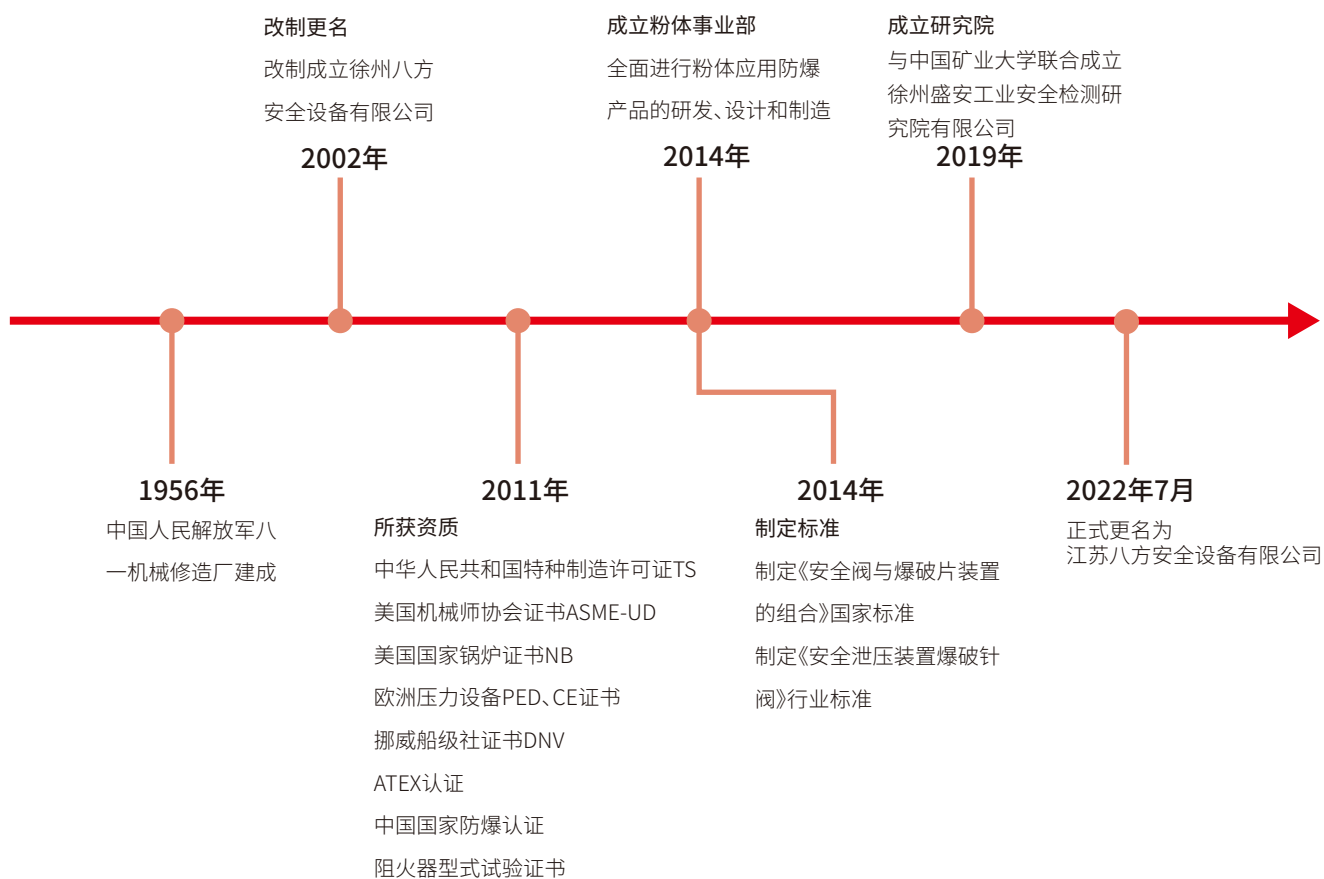 改制更名
改制成立徐州八方
安全设备有限公司
2002年
成立粉体事业部
全面进行粉体应用防爆
产品的研发、设计和制造
2014年
成立研究院
与中国矿业大学联合成立
徐州盛安工业安全检测研
究院有限公司
2019年
1956年
中国人民解放军八
一机械修造厂建成
2011年
所获资质
中华人民共和国特种制造许可证TS
美国机械师协会证书ASME-UD
美国国家锅炉证书NB
欧洲压力设备PED、CE证书
挪威船级社证书DNV
ATEX认证
中国国家防爆认证
阻火器型式试验证书
2014年
制定标准
制定《安全阀与爆破片装置
的组合》国家标准
制定《安全泄压装置爆破针
阀》行业标准
2022年7月
正式更名为
江苏八方安全设备有限公司